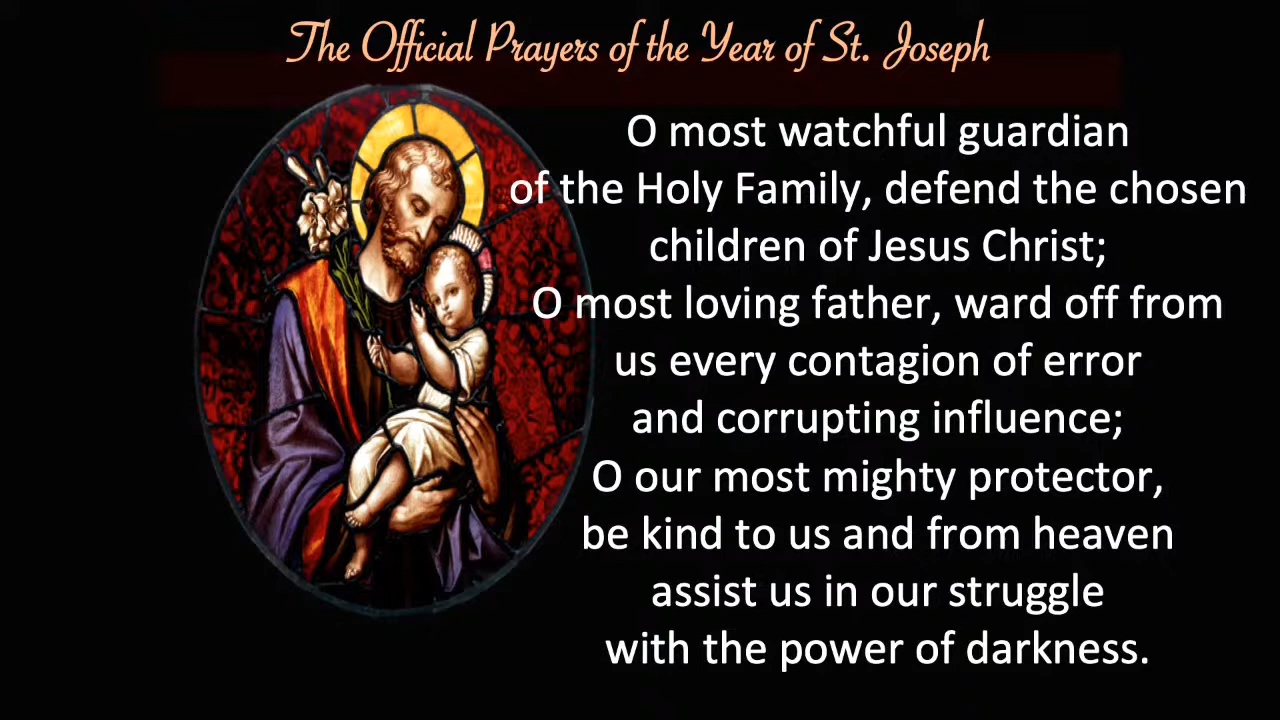 The Official Prayers of the Year of St. Joseph
O most watchful guardian
of the Holy Family, defend the chosen
children of Jesus Christ;
O most loving father, ward off from
us every contagion of error
and corrupting influence;
O our most mighty protector,
be kind to us and from heaven
assist us in our struggle
with the power of darkness.